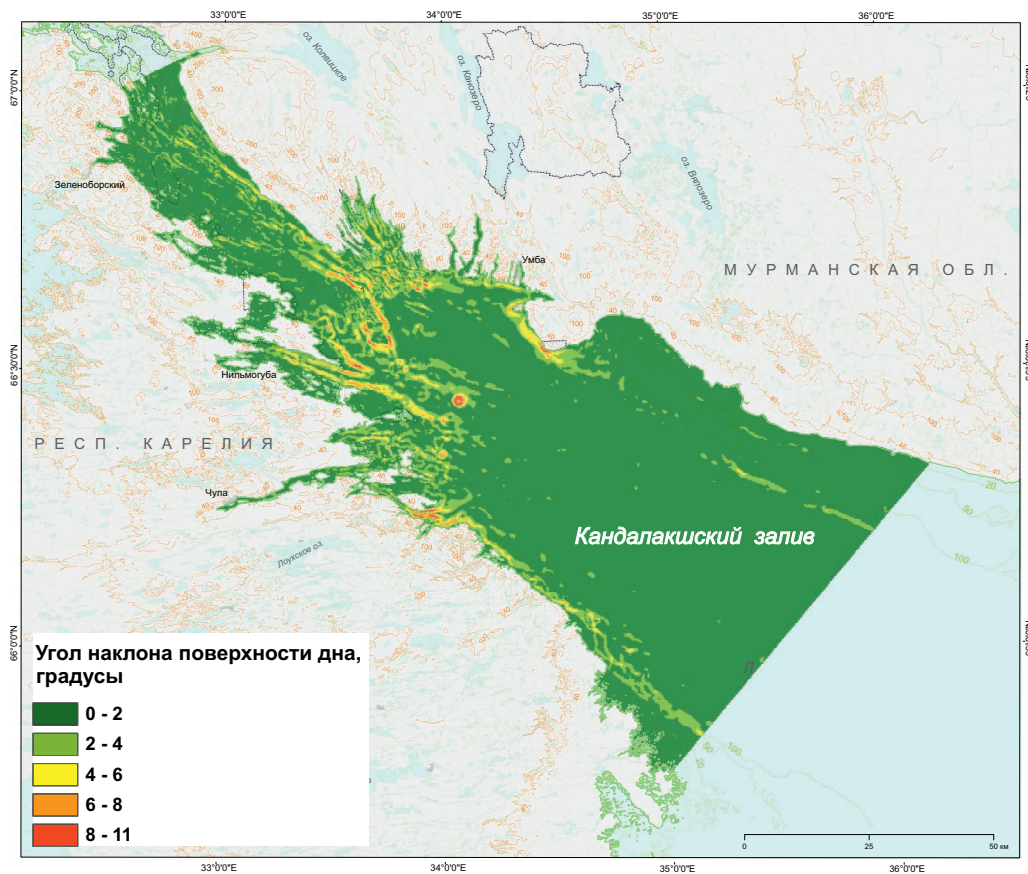 33°0'0"E 34°0'0"E 35°0'0"E 36°0'0"E
67°0'0"N
оз. Колвицкое
оз. Канозеро
оз. Вялозеро
Зеленоборский
Умба
МУРМАНСКАЯ ОБЛ.
66°30'0"N
Нильмогуба
РЕСП. КАРЕЛИЯ
Чупа
Кандалакшский залив
Лоухское оз.
66°0'0"N
Угол наклона поверхности дна,
градусы
0 - 2
2 - 4
4 - 6
6 - 8
8 - 11
0 25 50 км
33°0'0"E 34°0'0"E 35°0'0"E 36°0'0"E